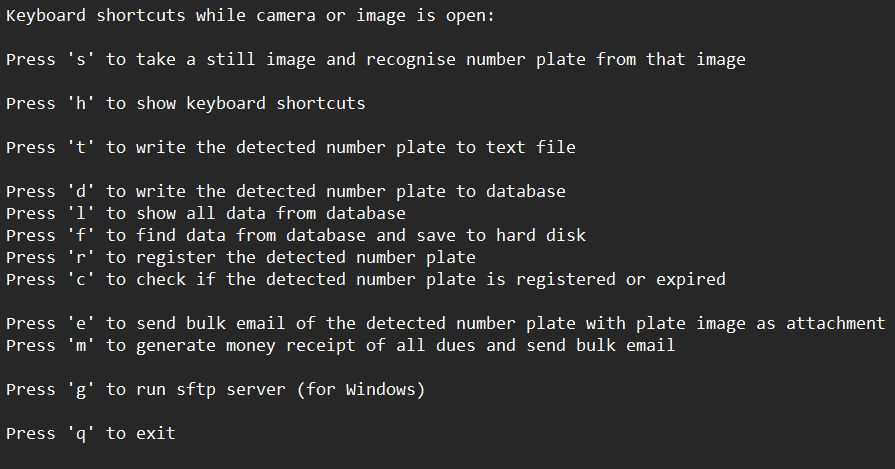 Keyboard shortcuts while camera or image is open:
Press 's' to take a still image and recognise number plate from that image
Press 'h' to show keyboard shortcuts
Press 't' to write the detected number plate to text file
Press 'd' to write the detected number plate to database
Press 'l' to show all data from database
Press 'f' to find data from database and save to hard disk
Press 'r' to register the detected number plate
Press 'c' to check if the detected number plate is registered or expired
Press 'e' to send bulk email of the detected number plate with plate image as attachment
Press 'm' to generate money receipt of all dues and send bulk email
Press 'g' to run sftp server (for Windows)
Press 'q' to exit